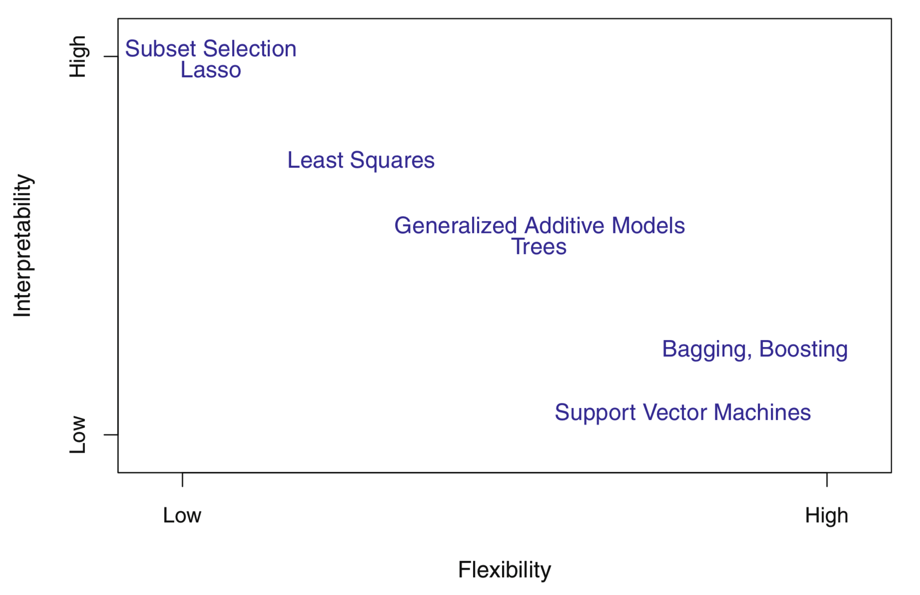 High
Subset Selection
Lasso
Least Squares
Interpretability
Generalized Additive Models
Trees
Bagging, Boosting
Support Vector Machines
Low
Low
High
Flexibility